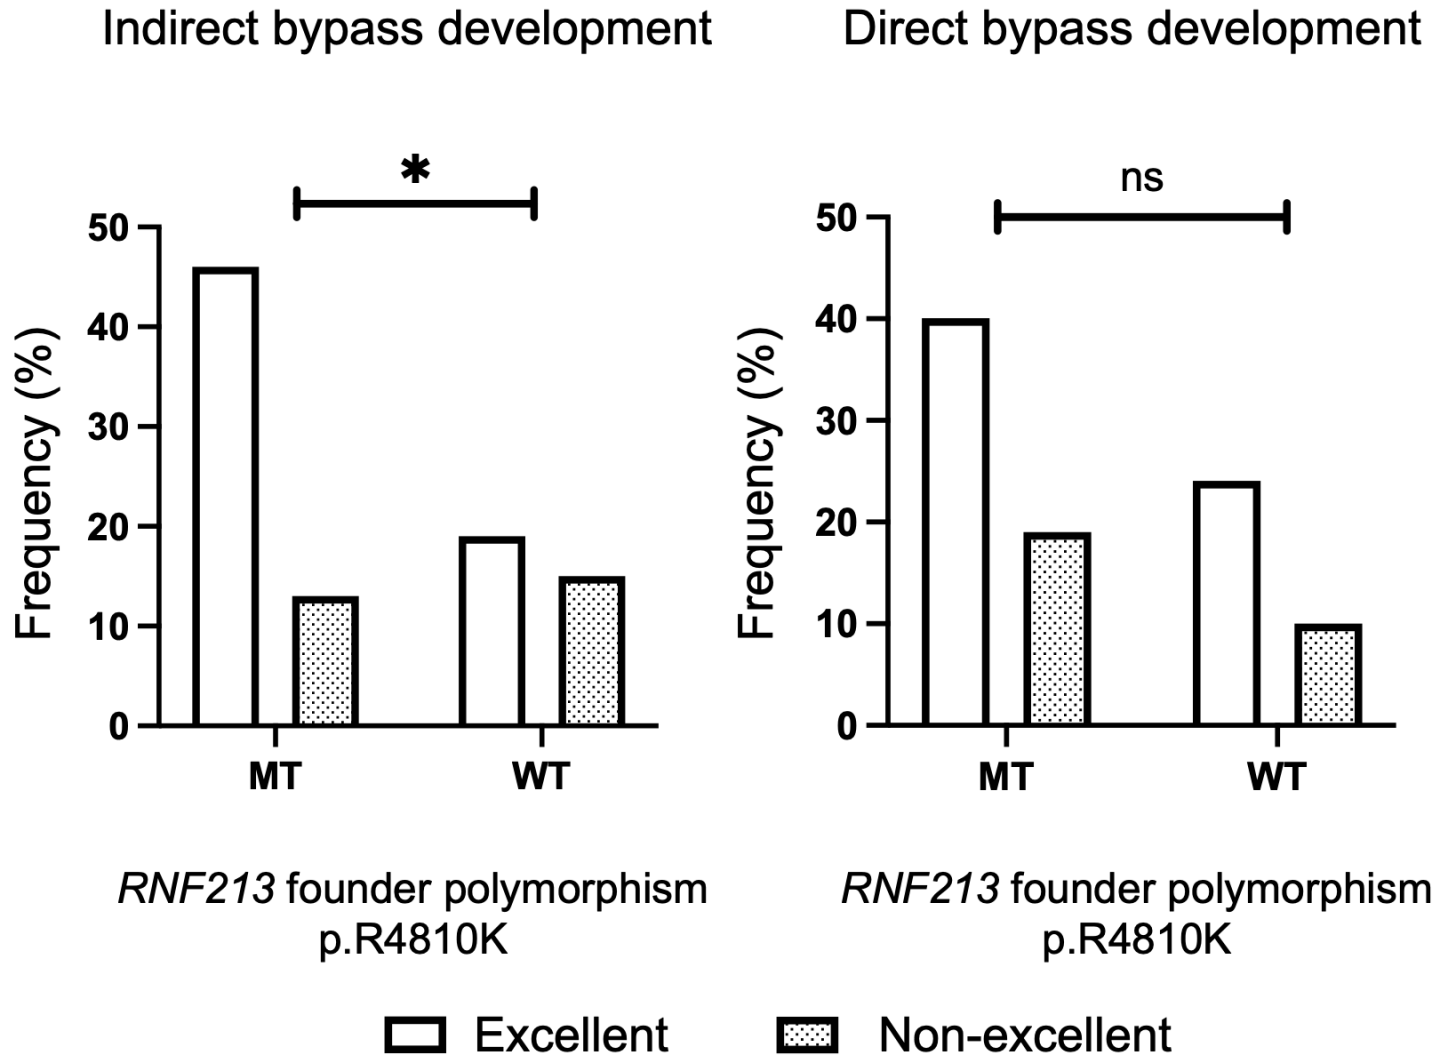 Indirect bypass development
*
Frequency (%)
50
40
30
20
10
0
MT WT
RNF213 founder polymorphism
p.R4810K
Direct bypass development
ns
Frequency (%)
50
40
30
20
10
0
MT WT
RNF213 founder polymorphism
p.R4810K
Excellent Non-excellent